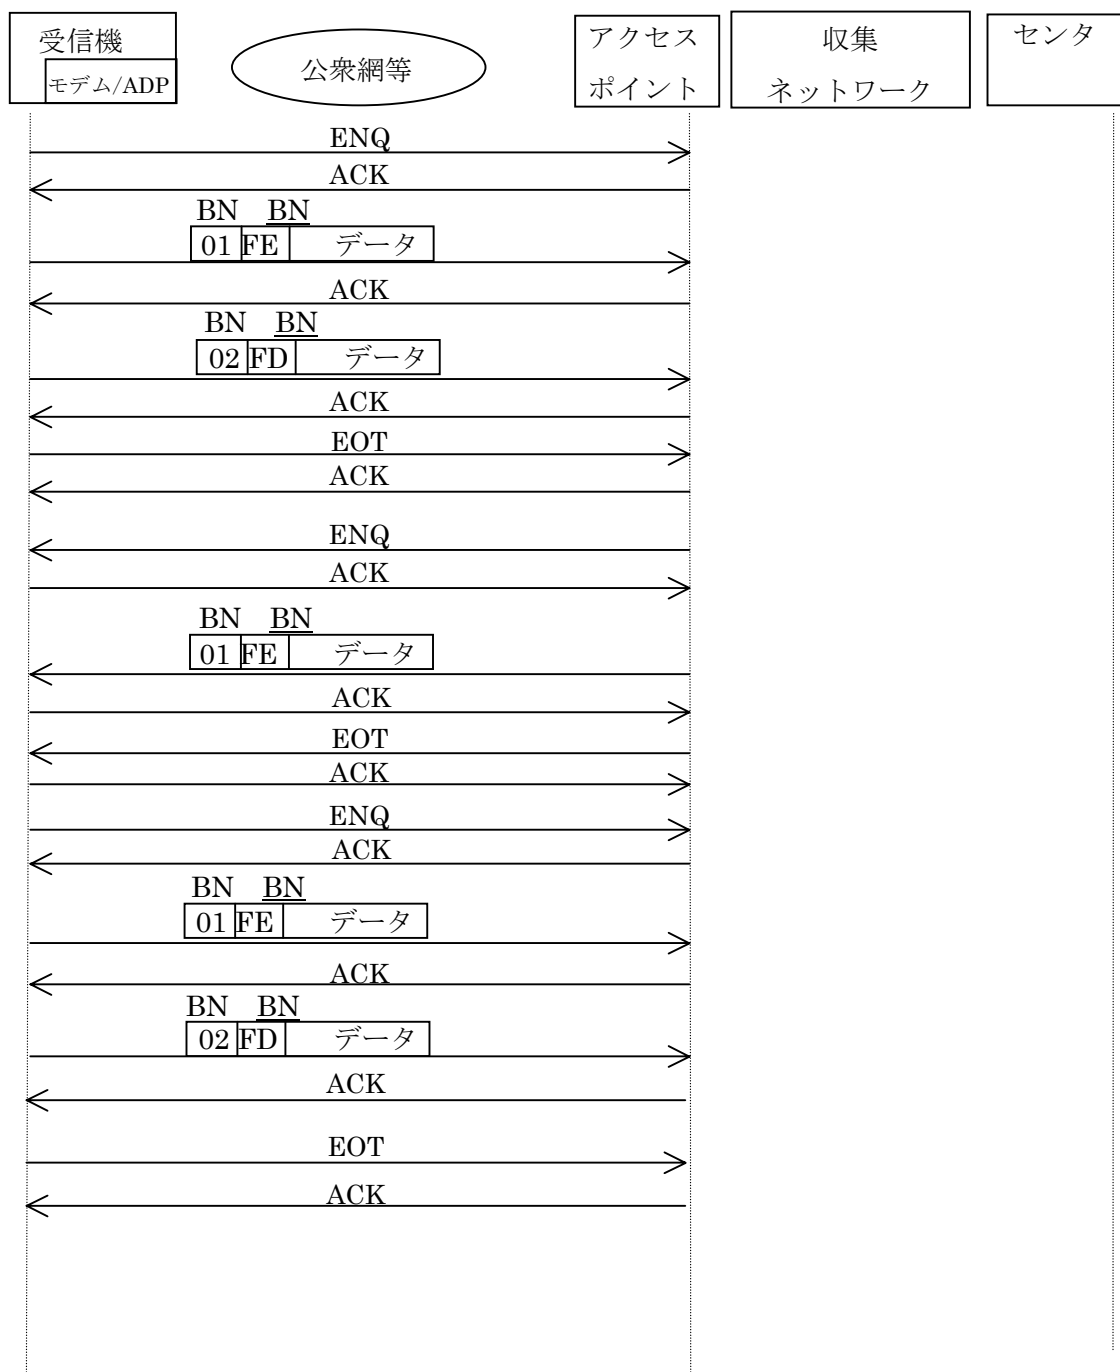 受信機
モデム/ADP
公衆網等
アクセス
ポイント
収集
ネットワーク
センタ
ENQ
ACK
BN BN
01 FE データ
ACK
BN BN
02 FD データ
ACK
EOT
ACK
ENQ
ACK
BN BN
01 FE データ
ACK
EOT
ACK
ENQ
ACK
BN BN
01 FE データ
ACK
BN BN
02 FD データ
ACK
EOT
ACK